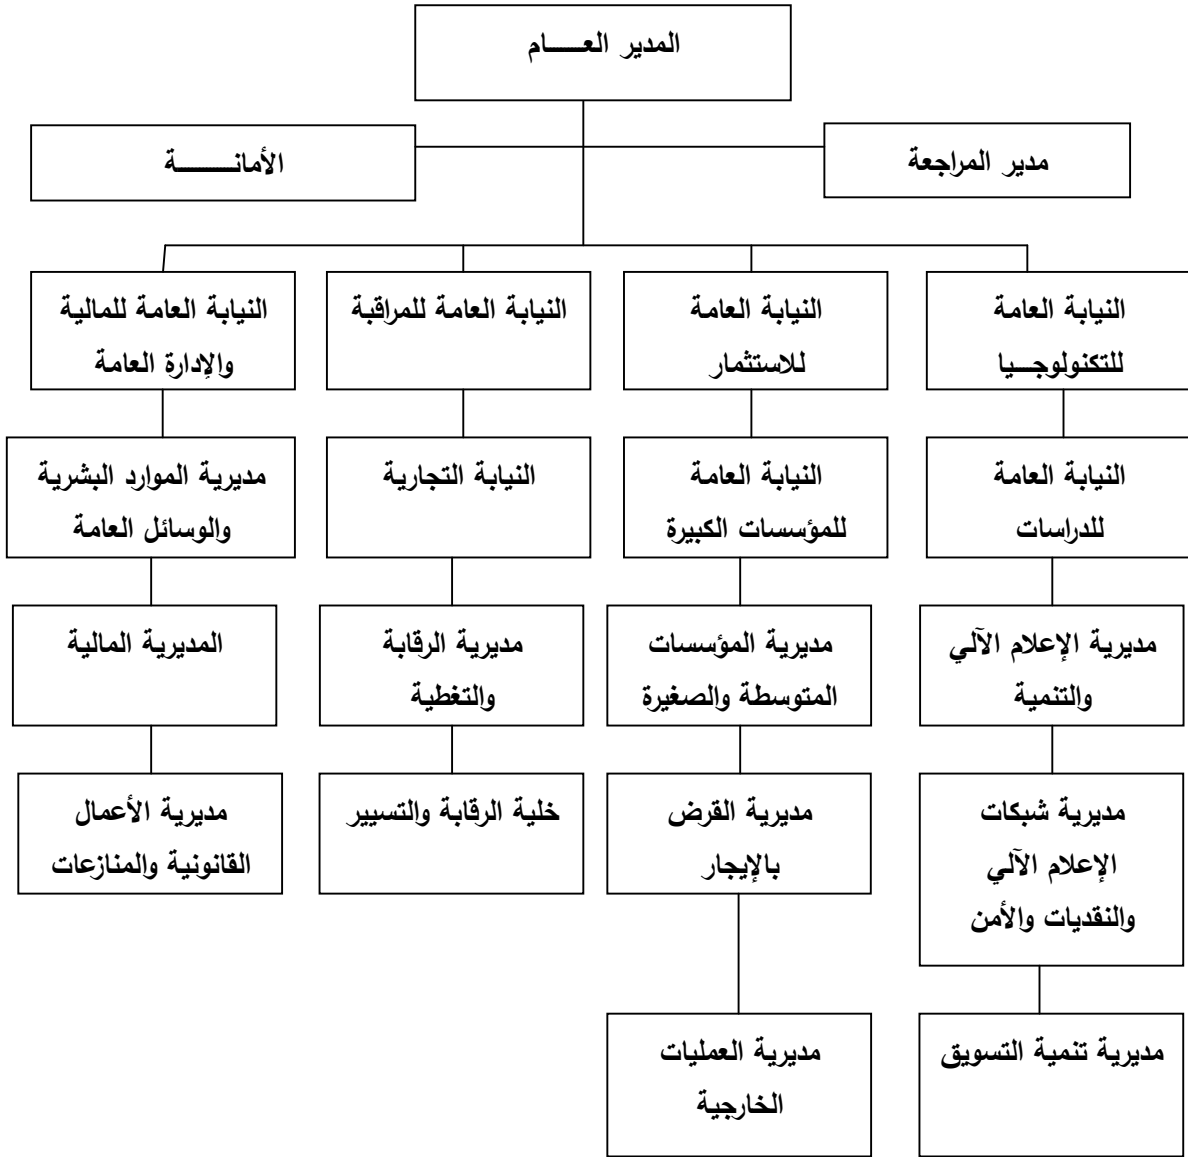 المدير العـــــام
مدير المراجعة
الأمانـــــــــة
النيابة العامة
للتكنولوجــيا
النيابة العامة
للاستثمار
النيابة العامة للمراقبة
النيابة العامة للمالية
والإدارة العامة
النيابة العامة
للدراسات
النيابة العامة
للمؤسسات الكبيرة
النيابة التجارية
مديرية الموارد البشرية
والوسائل العامة
مديرية الإعلام الآلي
والتنمية
مديرية المؤسسات
المتوسطة والصغيرة
مديرية الرقابة
والتغطية
المديرية المالية
مديرية شبكات
الإعلام الآلي
والنقديات والأمن
مديرية القرض
بالإيجار
خلية الرقابة والتسيير
مديرية الأعمال
القانونية والمنازعات
مديرية تنمية التسويق
مديرية العمليات
الخارجية